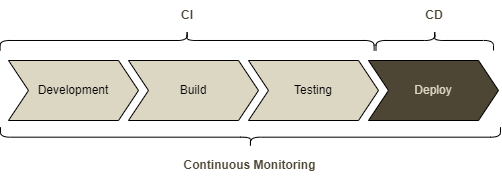 CI
CD
Development
Build
Testing
Deploy
Continuous Monitoring